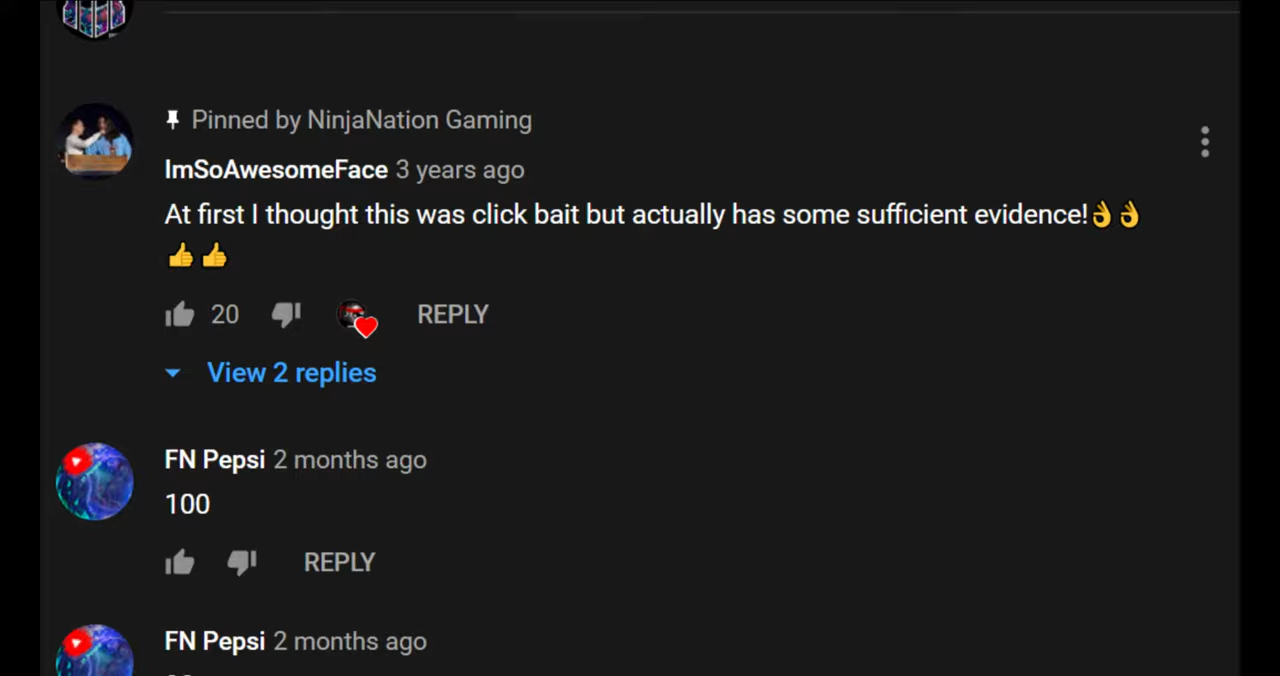 Pinned by NinjaNation Gaming
ImSoAwesomeFace 3 years ago
At first I thought this was click bait but actually has some sufficient evidence!👌👌
👍👍
20 REPLY
View 2 replies
FN Pepsi 2 months ago
100
REPLY
FN Pepsi 2 months ago